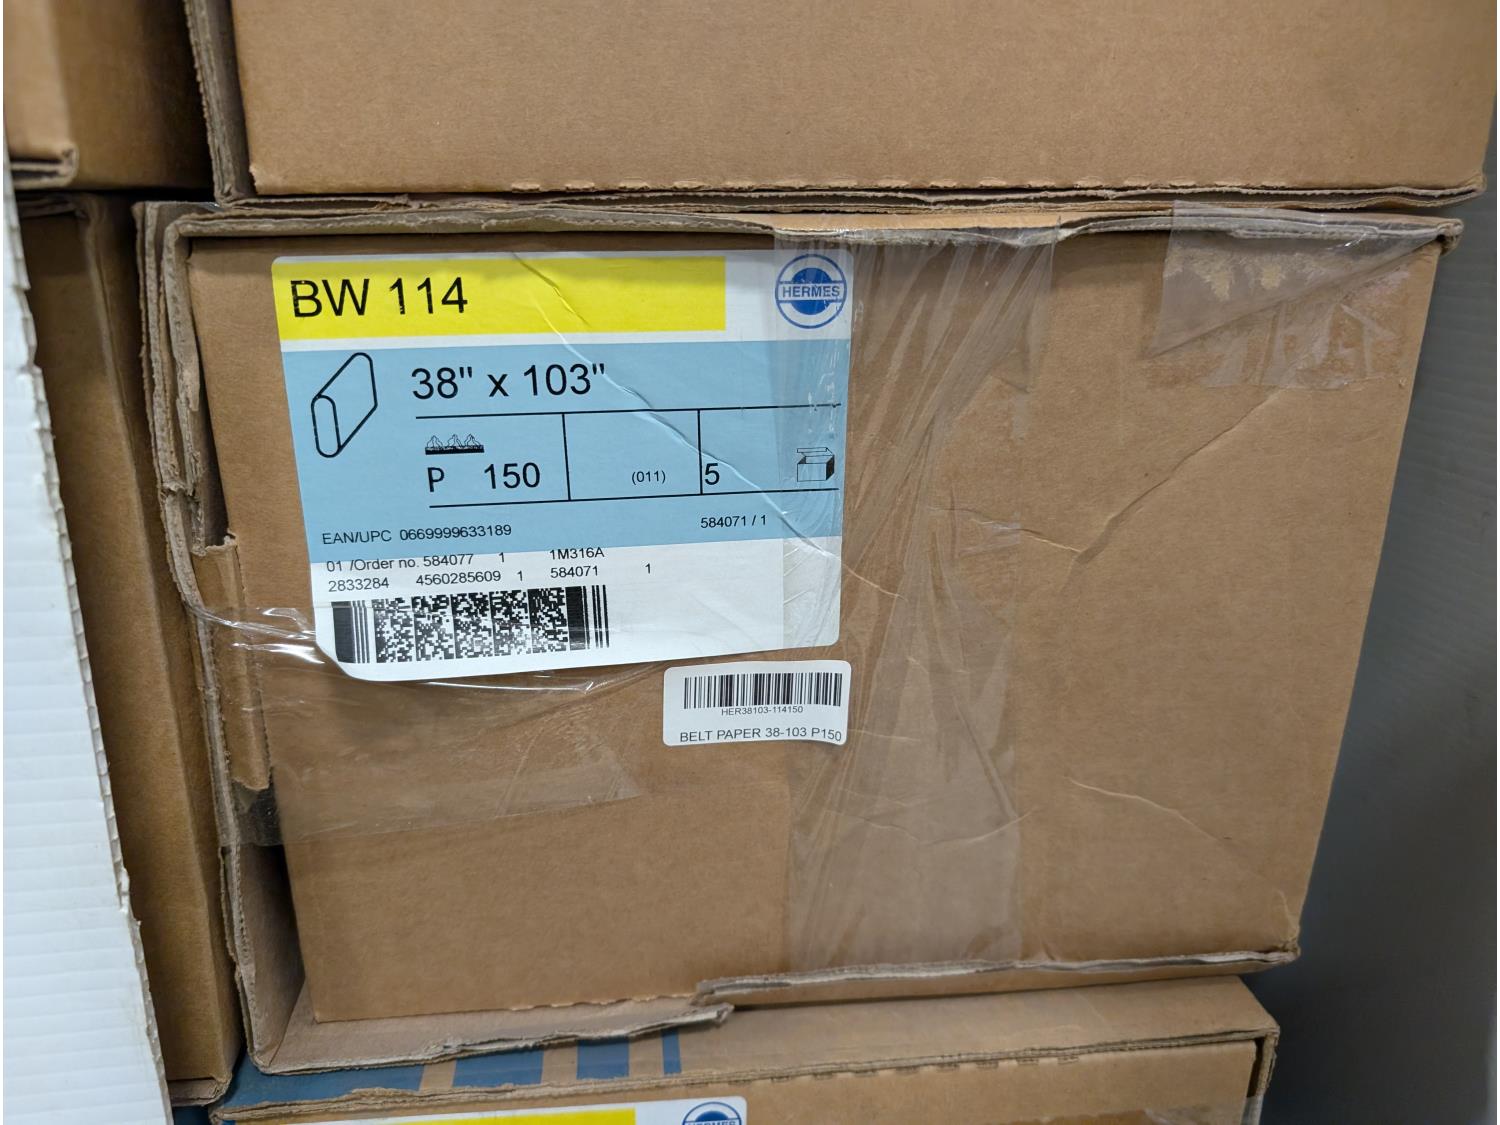 BW 114
HERMES
38" x 103"
P 150
(011)
5
EAN/UPC 0669999633189
584071 / 1
01 /Order no. 584077 1 1M316A
2833284 4560285609 1 584071 1
HER38103-114150
BELT PAPER 38-103 P150
HERMES